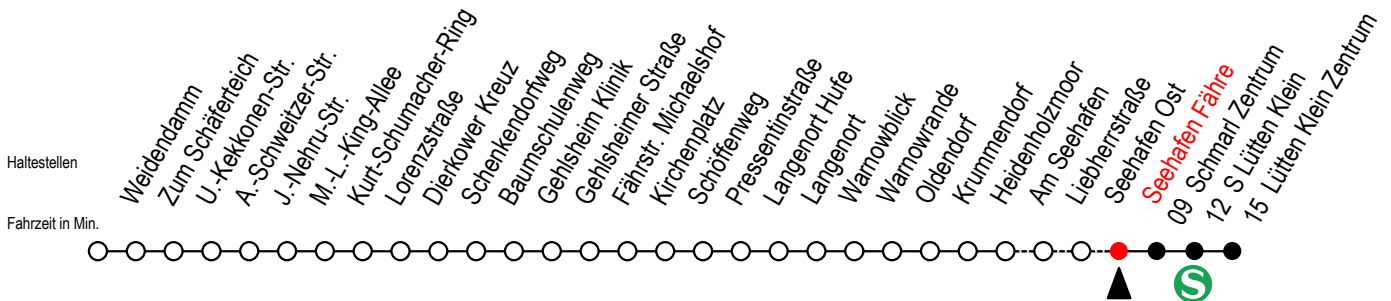 Haltestellen
Fahrzeit in Min.
Weidendamm
Zum Schäferteich
U.-Kekkonen-Str.
A.-Schweitzer-Str.
J.-Nehru-Str.
M.-L.-King-Allee
Kurt-Schumacher-Ring
Lorenzstraße
Dierkower Kreuz
Schenkendorfweg
Baumschulenweg
Gehlsheim Klinik
Gehlsheimer Straße
Fährstr. Michaelshof
Kirchenplatz
Schöffenweg
Pressentinstraße
Langenort Hufe
Langenort
Warnowblick
Warnowrande
Oldendorf
Krummendorf
Heidenholzmoor
Am Seehafen
Liebherrstraße
Seehafen Ost
Seehafen Fähre
09 Schmarl Zentrum
12 S Lütten Klein
15 Lütten Klein Zentrum
S